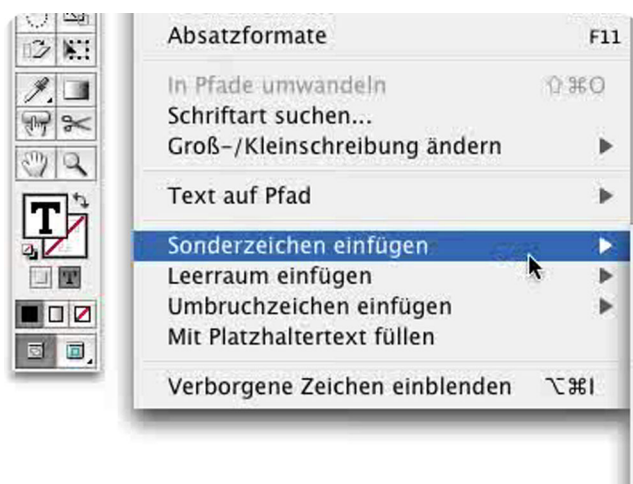 Absatzformate F11
In Pfade umwandeln ⇧⌘O
Schriftart suchen...
Groß-/Kleinschreibung ändern
Text auf Pfad
T
Sonderzeichen einfügen
Leerraum einfügen
T
Umbruchzeichen einfügen
Mit Platzhaltertext füllen
Verborgene Zeichen einblenden ⌥⌘I